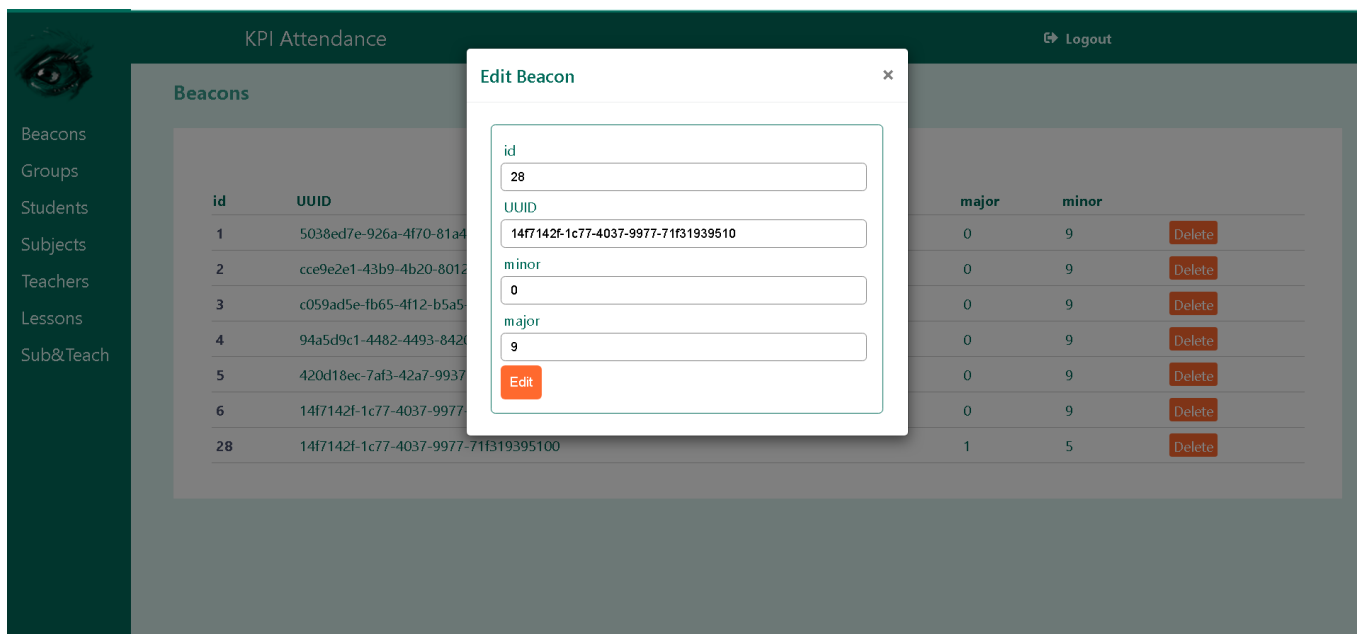 KPI Attendance
Logout
Beacons
Groups
Students
Subjects
Teachers
Lessons
Sub&Teach
Beacons
id UUID major minor
1 5038ed7e-926a-4f70-81a4 0 9 Delete
2 cce9e2e1-43b9-4b20-8012 0 9 Delete
3 c059ad5e-fb65-4f12-b5a5- 0 9 Delete
4 94a5d9c1-4482-4493-8420 0 9 Delete
5 420d18ec-7af3-42a7-9937 0 9 Delete
6 14f7142f-1c77-4037-9977- 0 9 Delete
28 14f7142f-1c77-4037-9977-71f319395100 1 5 Delete
Edit Beacon ×
id
28
UUID
14f7142f-1c77-4037-9977-71f31939510
minor
0
major
9
Edit